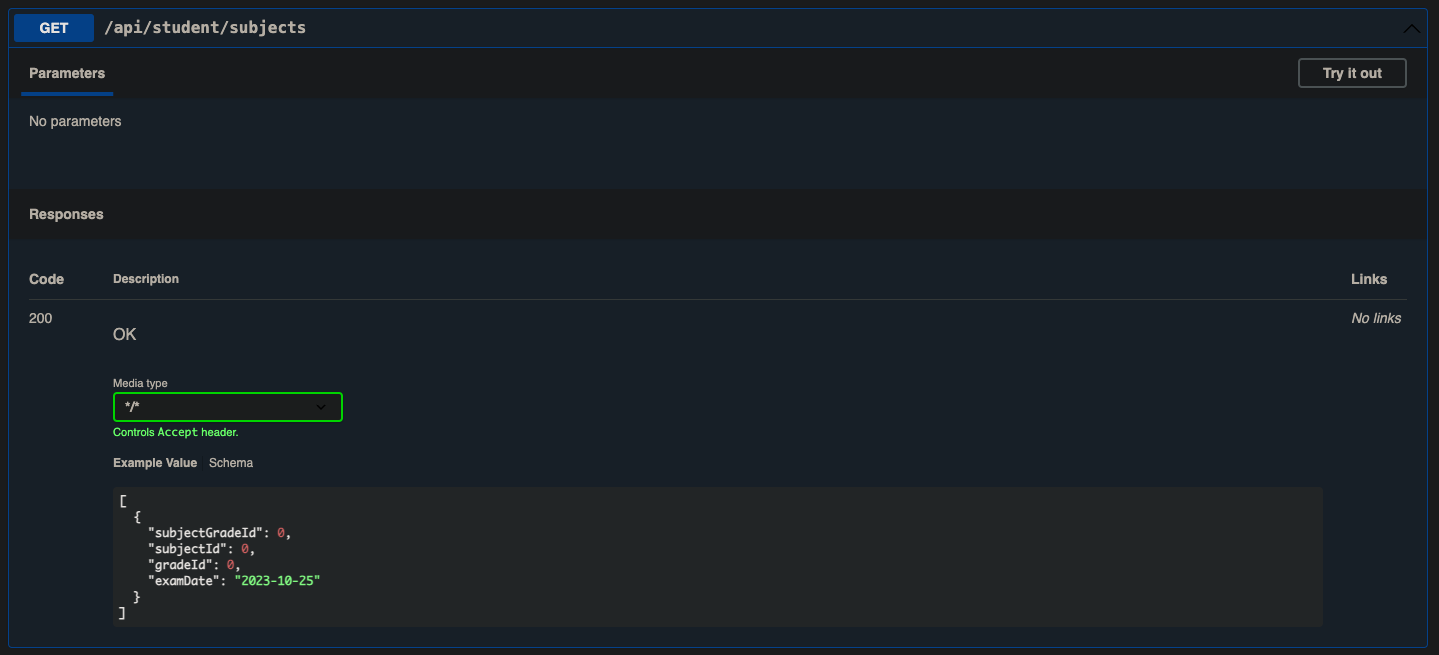 GET /api/student/subjects
Parameters Try it out
No parameters
Responses
Code Description Links
200 OK No links
Media type
*/*
Controls Accept header.
Example Value Schema
[
  {
    "subjectGradeId": 0,
    "subjectId": 0,
    "gradeId": 0,
    "examDate": "2023-10-25"
  }
]